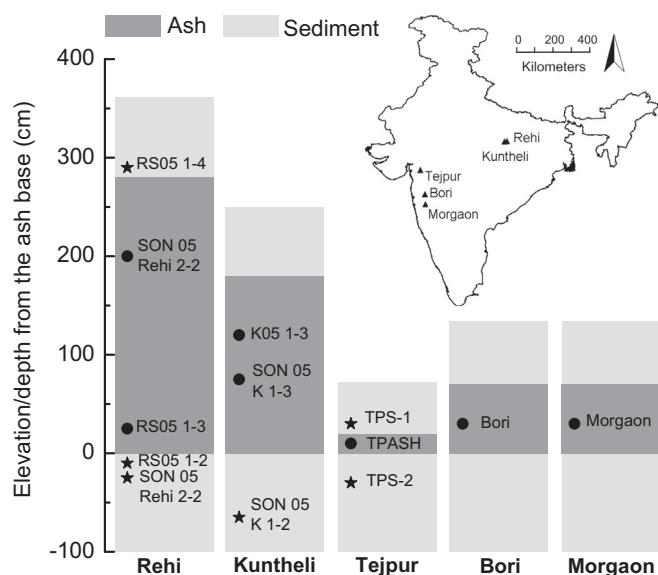 Ash
Sediment
0 200 400
Kilometers
Rehi
Kuntheli
Tejpur
Bori
Morgaon
Elevation/depth from the ash base (cm)
400
300
200
100
0
-100
RS05 1-4
SON 05
Rehi 2-2
RS05 1-3
RS05 1-2
SON 05
Rehi 2-2
K05 1-3
SON 05
K 1-3
SON 05
K 1-2
TPS-1
TPASH
TPS-2
Bori
Morgaon
Rehi
Kuntheli
Tejpur
Bori
Morgaon